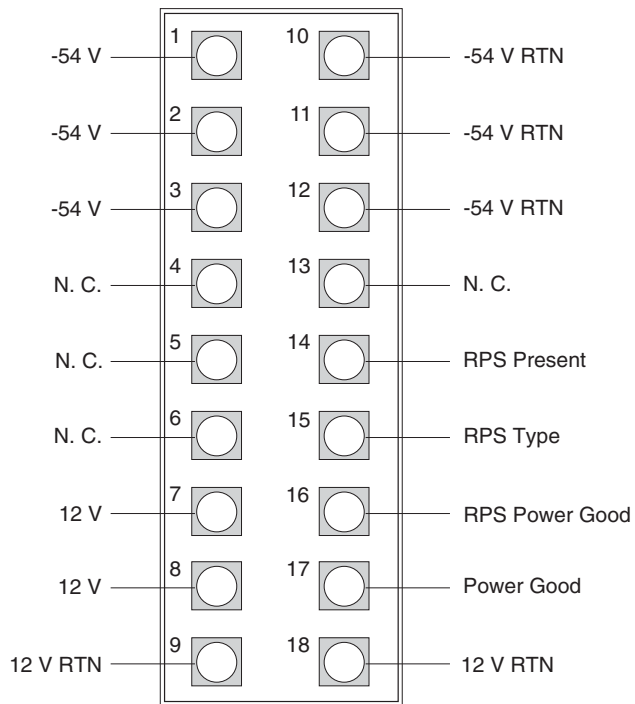 -54 V 1 10 -54 V RTN
-54 V 2 11 -54 V RTN
-54 V 3 12 -54 V RTN
N. C. 4 13 N. C.
N. C. 5 14 RPS Present
N. C. 6 15 RPS Type
12 V 7 16 RPS Power Good
12 V 8 17 Power Good
12 V RTN 9 18 12 V RTN